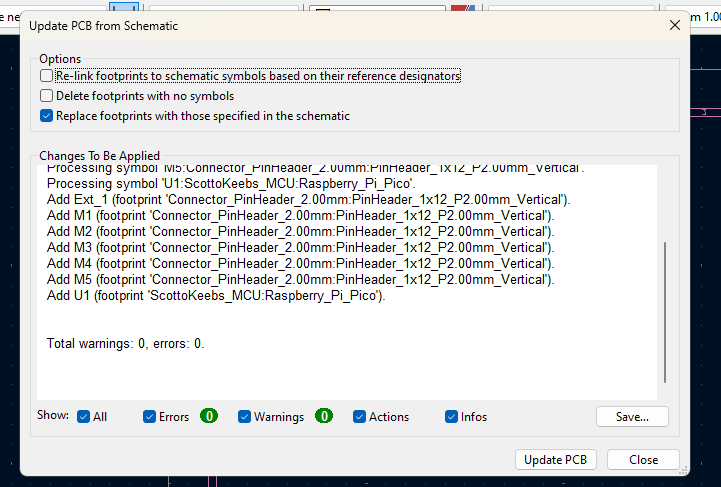 e ne
m 1.00
Update PCB from Schematic
Options
Re-link footprints to schematic symbols based on their reference designators
Delete footprints with no symbols
Replace footprints with those specified in the schematic
3
Changes To Be Applied
Processing symbol 'M5:Connector_PinHeader_2.00mm:PinHeader_1x12_P2.00mm_Vertical'.
Processing symbol 'U1:ScottoKeebs_MCU:Raspberry_Pi_Pico'.
Add Ext_1 (footprint 'Connector_PinHeader_2.00mm:PinHeader_1x12_P2.00mm_Vertical').
Add M1 (footprint 'Connector_PinHeader_2.00mm:PinHeader_1x12_P2.00mm_Vertical').
Add M2 (footprint 'Connector_PinHeader_2.00mm:PinHeader_1x12_P2.00mm_Vertical').
Add M3 (footprint 'Connector_PinHeader_2.00mm:PinHeader_1x12_P2.00mm_Vertical').
Add M4 (footprint 'Connector_PinHeader_2.00mm:PinHeader_1x12_P2.00mm_Vertical').
Add M5 (footprint 'Connector_PinHeader_2.00mm:PinHeader_1x12_P2.00mm_Vertical').
Add U1 (footprint 'ScottoKeebs_MCU:Raspberry_Pi_Pico').
Total warnings: 0, errors: 0.
Show: All Errors 0 Warnings 0 Actions Infos Save...
Update PCB Close